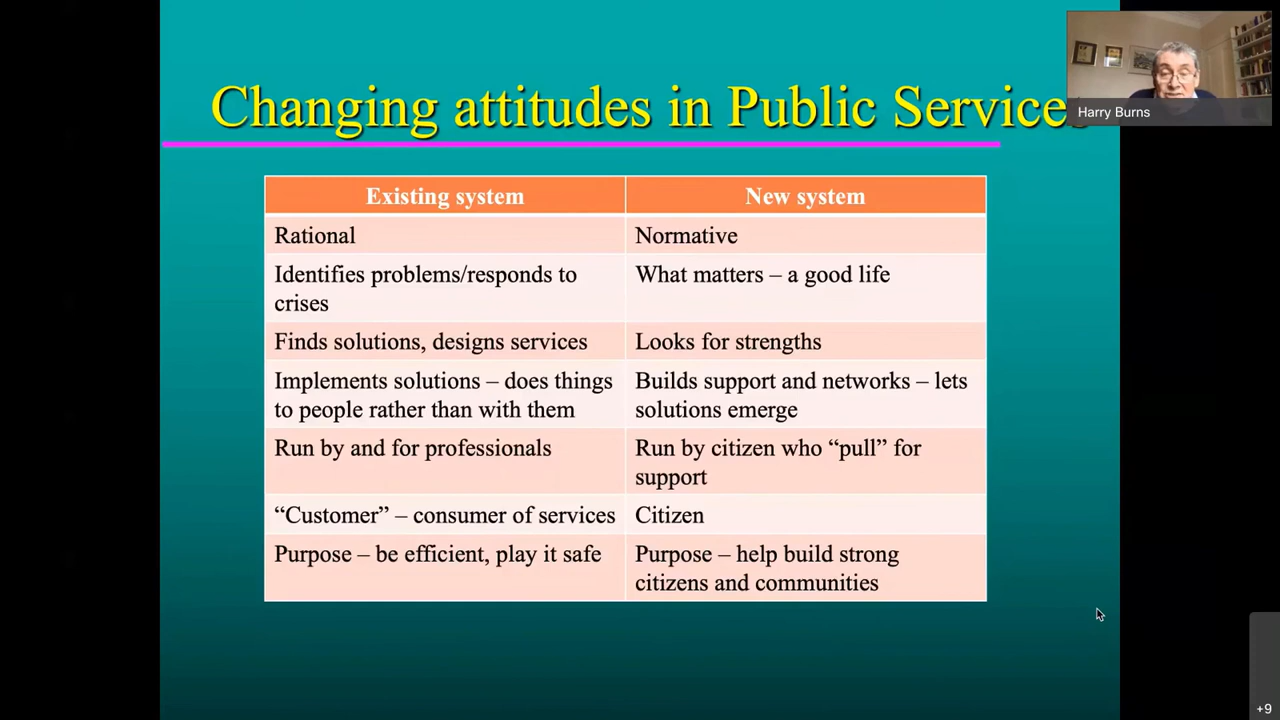 Changing attitudes in Public Services
Harry Burns
Existing system
New system
Rational
Normative
Identifies problems/responds to
crises
What matters – a good life
Finds solutions, designs services
Looks for strengths
Implements solutions – does things
to people rather than with them
Builds support and networks – lets
solutions emerge
Run by and for professionals
Run by citizen who “pull” for
support
“Customer” – consumer of services
Citizen
Purpose – be efficient, play it safe
Purpose – help build strong
citizens and communities
+9